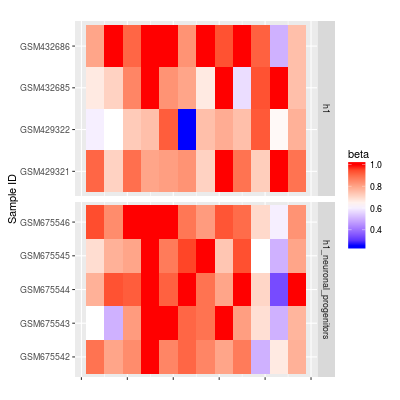 GSM432686
GSM432685
GSM429322
GSM429321
h1
GSM675546
GSM675545
GSM675544
GSM675543
GSM675542
h1_neuronal_progenitors
Sample ID
beta
1.0
0.8
0.6
0.4